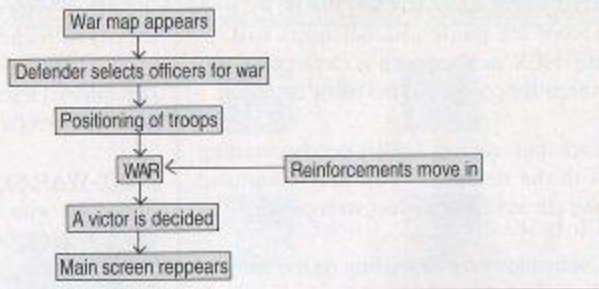 War map appears
Defender selects officers for war
Positioning of troops
WAR
Reinforcements move in
A victor is decided
Main screen reppears